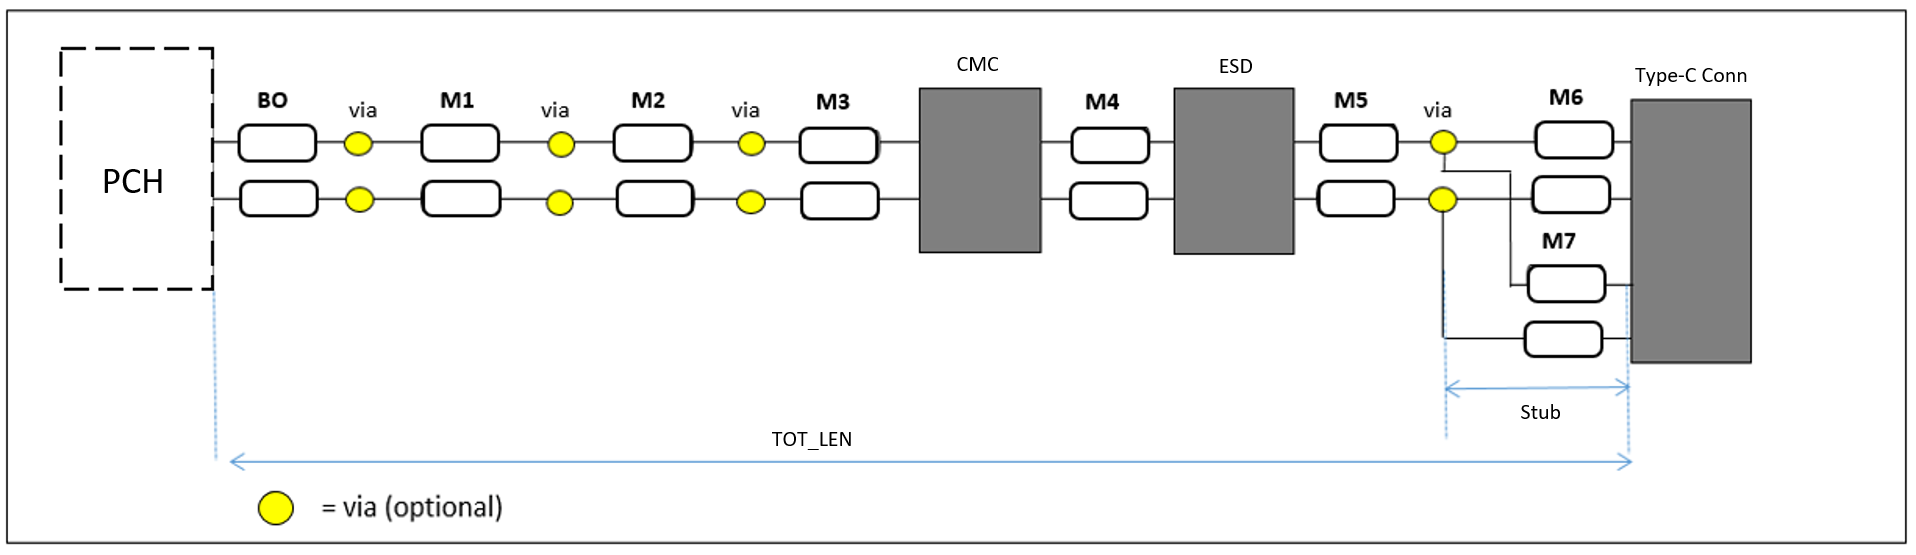 CMC
ESD
Type-C Conn
BO
via
M1
via
M2
via
M3
M4
M5
via
M6
PCH
M7
Stub
TOT_LEN
= via (optional)